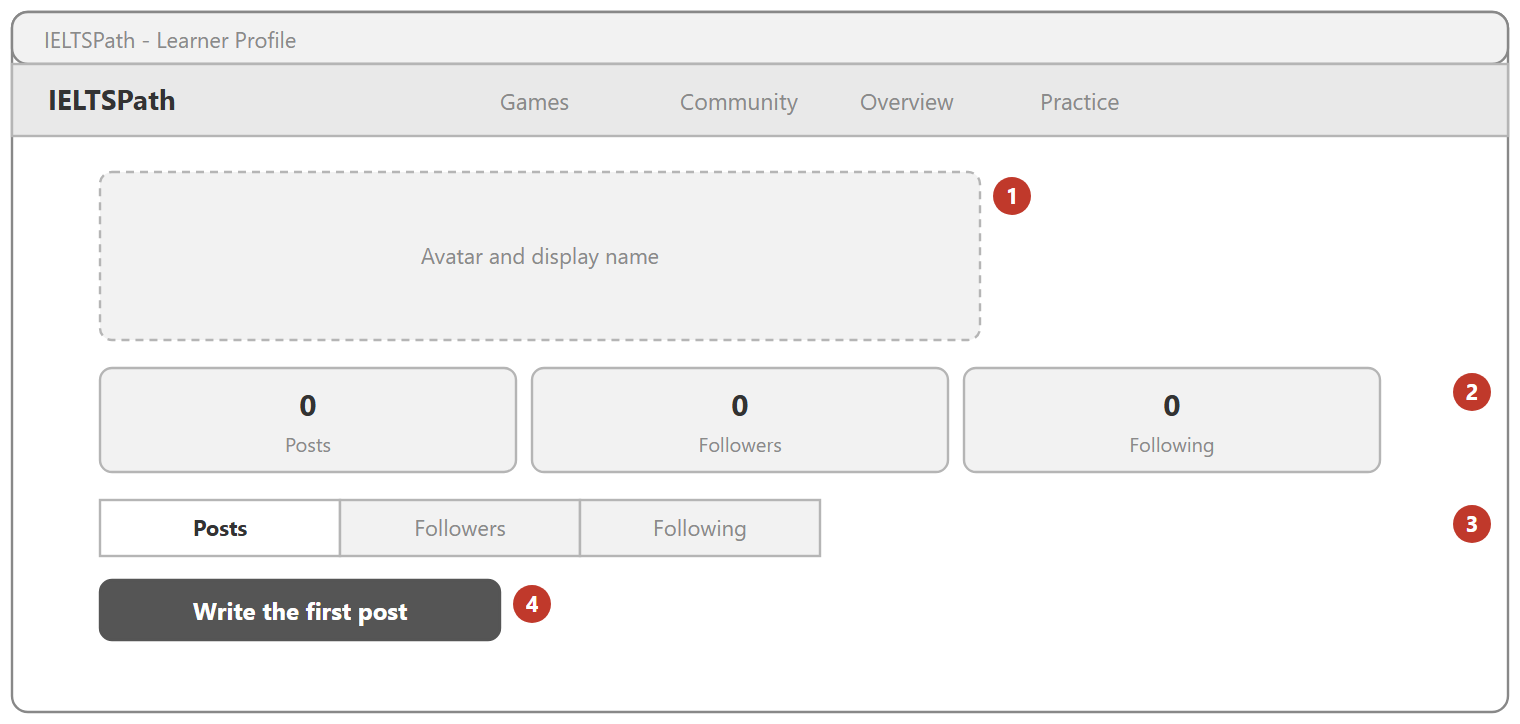 IELTSPath - Learner Profile
IELTSPath Games Community Overview Practice
1
Avatar and display name
0 0 0 2
Posts Followers Following
Posts Followers Following 3
Write the first post 4